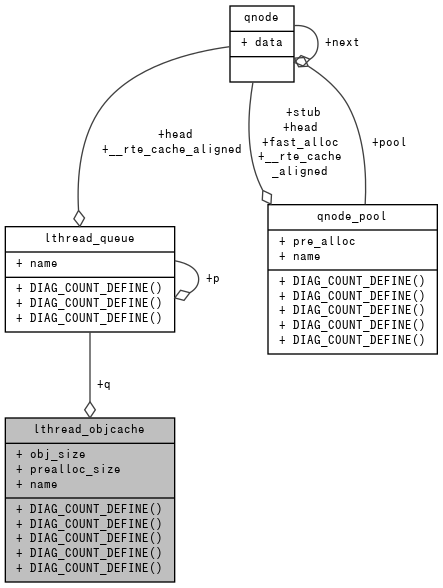 qnode
+ data
+next
+head
+__rte_cache_aligned
+stub
+head
+fast_alloc
+__rte_cache
_aligned
+pool
qnode_pool
+ pre_alloc
+ name
+ DIAG_COUNT_DEFINE()
+ DIAG_COUNT_DEFINE()
+ DIAG_COUNT_DEFINE()
+ DIAG_COUNT_DEFINE()
+ DIAG_COUNT_DEFINE()
lthread_queue
+ name
+ DIAG_COUNT_DEFINE()
+ DIAG_COUNT_DEFINE()
+ DIAG_COUNT_DEFINE()
+p
+q
lthread_objcache
+ obj_size
+ prealloc_size
+ name
+ DIAG_COUNT_DEFINE()
+ DIAG_COUNT_DEFINE()
+ DIAG_COUNT_DEFINE()
+ DIAG_COUNT_DEFINE()
+ DIAG_COUNT_DEFINE()